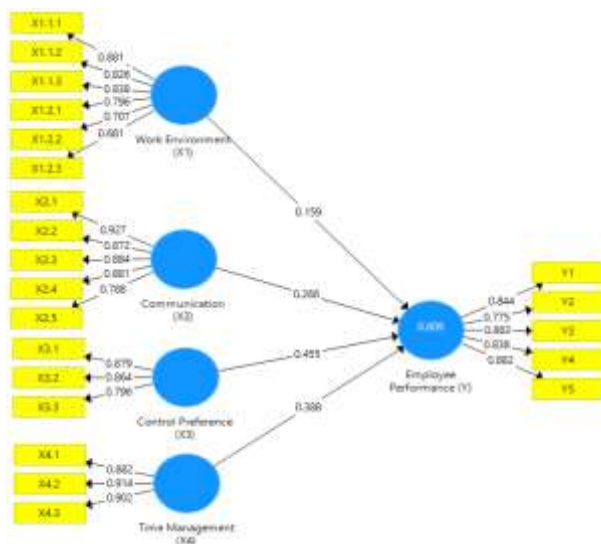 X1.1.1
X1.1.2
X1.1.3
X1.2.1
X1.2.2
X1.2.3
0.881
0.826
0.838
0.796
0.707
Work Environment
(X1)
0.159
X2.1
X2.2
X2.3
X2.4
X2.5
0.927
0.872
0.884
0.881
0.788
Communication
(X2)
X3.1
X3.2
X3.3
0.879
0.864
0.796
Control Preference
(X3)
0.455
X4.1
X4.2
X4.3
0.882
0.914
0.902
Time Management
(X4)
0.388
Employee
Performance (Y)
0.844
0.775
0.838
0.882
Y1
Y2
Y3
Y4
Y5